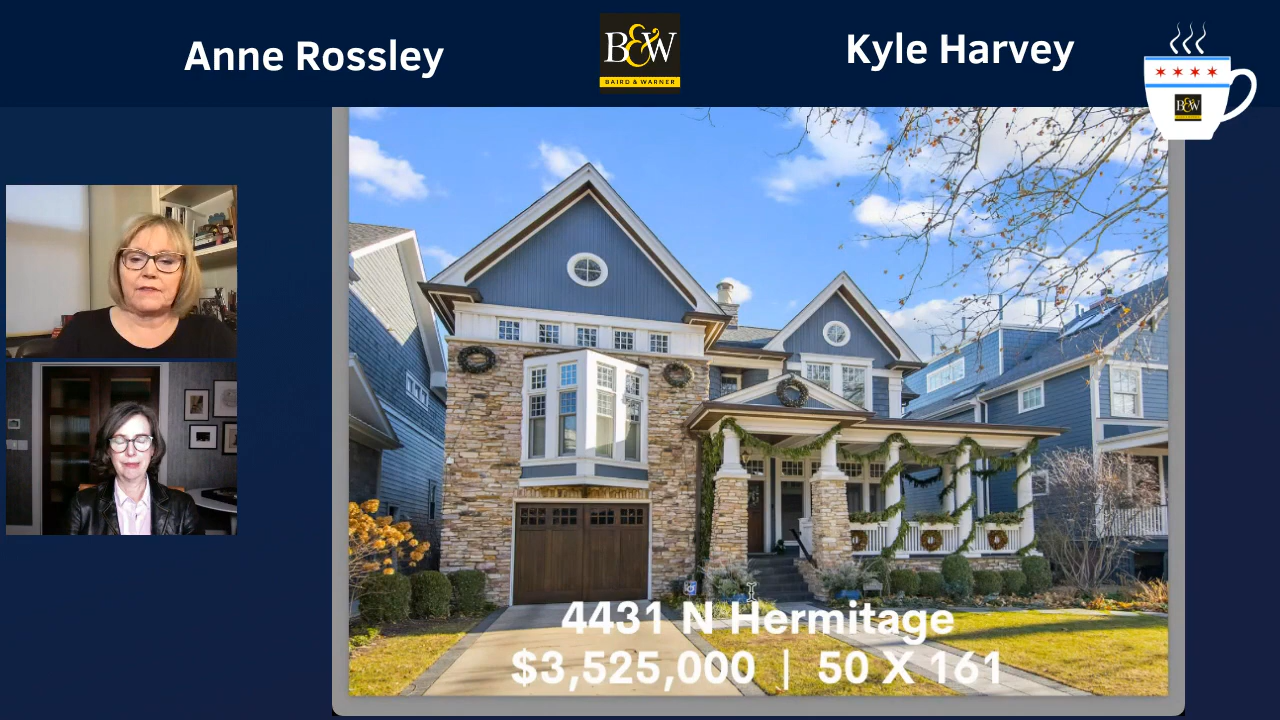 Anne Rossley
B&W
BAIRD & WARNER
Kyle Harvey
B&W
4431 N Hermitage
$3,525,000 | 50 X 161